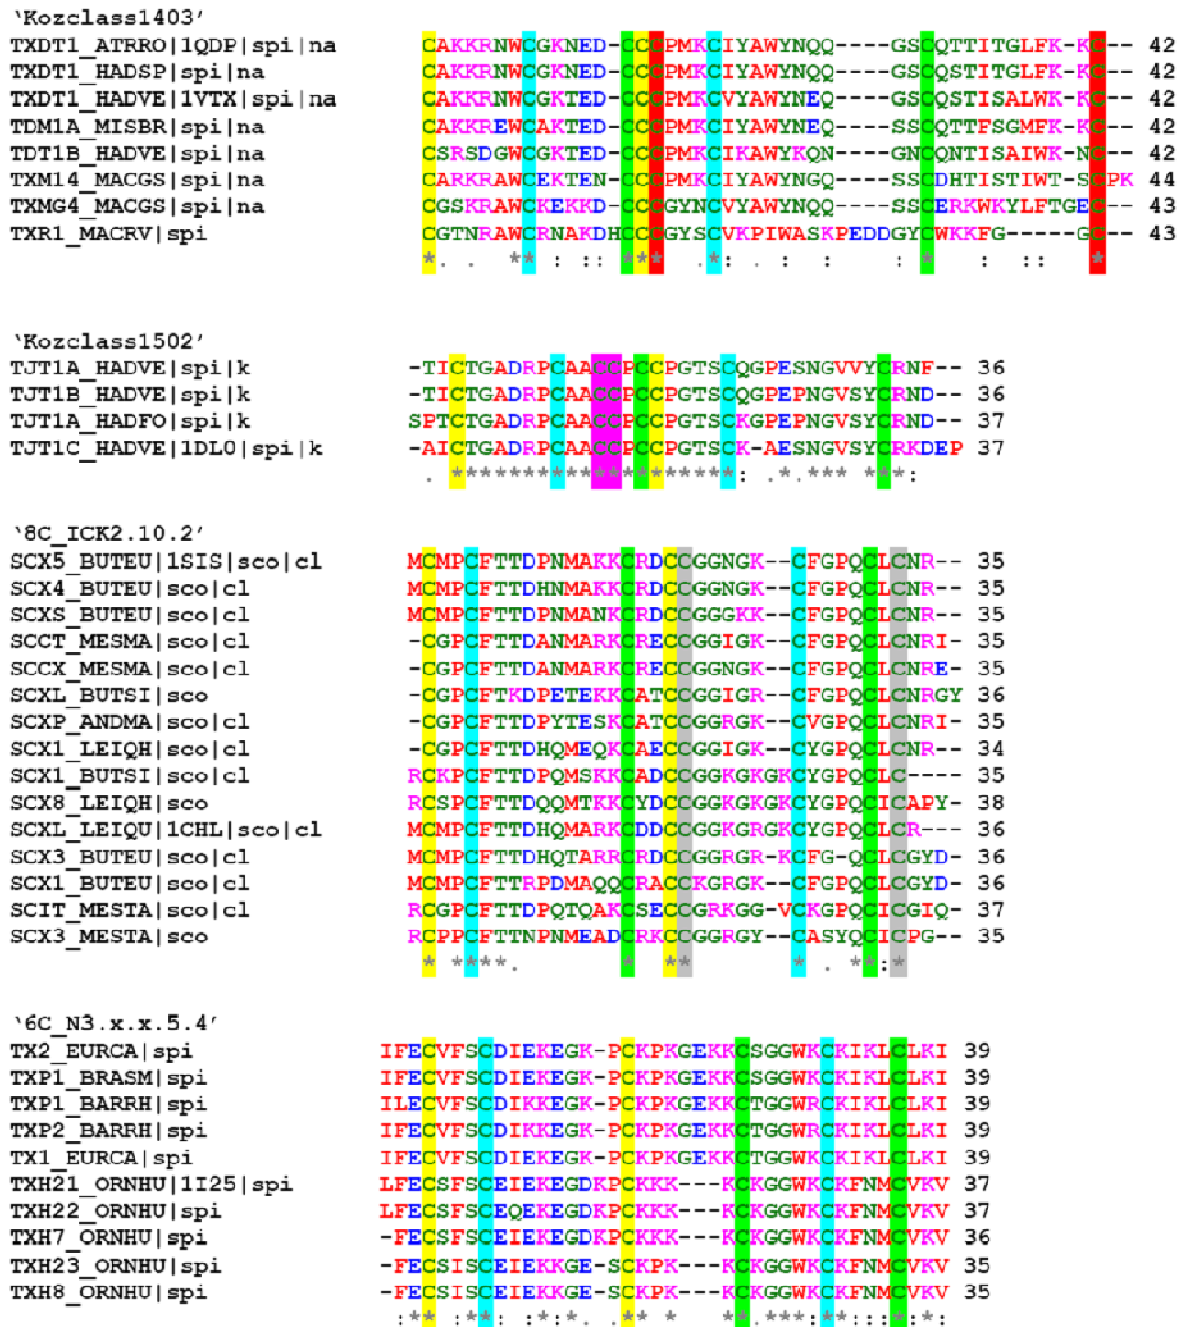 ‘Kozclass1403’
TXDT1_ATRRO|1QDP|spi|na CAKKRNWCGKNED-CCGPMKCIYAWYNQQ----GSCQTTITGLFK-KC-- 42
TXDT1_HADSP|spi|na CAKKRNWCGKNED-CCGPMKCIYAWYNQQ----GSCQSTITGLFK-KC-- 42
TXDT1_HADVE|1VTX|spi|na CAKKRNWCGKTED-CCGPMKCVYAWYNEQ----GSCQSTISALWK-KC-- 42
TDM1A_MISBR|spi|na CAKKREWCAKTED-CCGPMKCIYAWYNEQ----SSCQTTFSGMFK-KC-- 42
TDT1B_HADVE|spi|na CSRSDGWCGKTED-CCGPMKCIKAWYKQN----GNCQNTISAIWK-NC-- 42
TXM14_MACGS|spi|na CARKRAWCEKTEN-CCGPMKCIYAWYNGQ----SSCDHTISTIWT-SCPK 44
TXMG4_MACGS|spi|na CGSKRAWCKEKKD-CCGGYNCVYAWYNQQ----SSCERKWKYLFTGEC-- 43
TXR1_MACRV|spi CGTNRAWCRNAKDHCCGGYSCVKPIWASKPEDDGYCWKKFG-----GC-- 43
*. .  ** : ::  ***  .*: .:  :      : *   :  ::    *
‘Kozclass1502’
TJT1A_HADVE|spi|k -TICTGADRPCAACCPCCPGTSCQGPESNGVVYCRNF-- 36
TJT1B_HADVE|spi|k -TICTGADRPCAACCPCCPGTSCQGPEPNGVSYCRND-- 36
TJT1A_HADFO|spi|k SPTCTGADRPCAACCPCCPGTSCKGPEPNGVSYCRND-- 37
TJT1C_HADVE|1DL0|spi|k -AICTGADRPCAACCPCCPGTSCK-AESNGVSYCRKDEP 37
. ********************: .*.*** ***:
‘8C_ICK2.10.2’
SCX5_BUTEU|1SIS|sco|cl MCMPCFTTDPNMAKKCRDCCGGNGK--CFGPQCLCNR-- 35
SCX4_BUTEU|sco|cl MCMPCFTTDHNMAKKCRDCCGGNGK--CFGPQCLCNR-- 35
SCXS_BUTEU|sco|cl MCMPCFTTDPNMANKCRDCCGGGKK--CFGPQCLCNR-- 35
SCCT_MESMA|sco|cl -CGPCFTTDANMARKCRECCGGIGK--CFGPQCLCNRI- 35
SCCX_MESMA|sco|cl -CGPCFTTDANMARKCRECCGGNGK--CFGPQCLCNRE- 35
SCXL_BUTSI|sco -CGPCFTKDPETEKKCATCCGGIGR--CFGPQCLCNRGY 36
SCXP_ANDMA|sco|cl -CGPCFTTDPYTESKCATCCGGRGK--CVGPQCLCNRI- 35
SCX1_LEIQH|sco|cl -CGPCFTTDHQMEQKCAECCGGIGK--CYGPQCLCNR-- 34
SCX1_BUTSI|sco|cl RCKPCFTTDPQMSKKCADCCGGKGKGKCYGPQCLC---- 35
SCX8_LEIQH|sco RCSPCFTTDQQMTKKCYDCCGGKGKGKCYGPQCICAPY- 38
SCXL_LEIQU|1CHL|sco|cl MCMPCFTTDHQMARKCDDCCGGKGRGKCYGPQCLCR--- 36
SCX3_BUTEU|sco|cl MCMPCFTTDHQTARRCRDCCGGRGR-KCFG-QCLCGYD- 36
SCX1_BUTEU|sco|cl MCMPCFTTRPDMAQQCRACCKGRGK--CFGPQCLCGYD- 36
SCIT_MESTA|sco|cl RCGPCFTTDPQTQAKCSECCGRKGG-VCKGPQCICGIQ- 37
SCX3_MESTA|sco RCPPCFTTNPNMEADCRKCCGGRGY--CASYQCICPG-- 35
* ****.       *  **       * . **:*
‘6C_N3.x.x.5.4’
TX2_EURCA|spi IFECVFSCDIEKEGK-PCKPKGEKKCSGGWKCKIKLCLKI 39
TXP1_BRASM|spi IFECVFSCDIEKEGK-PCKPKGEKKCSGGWKCKIKLCLKI 39
TXP1_BARRH|spi ILECVFSCDIKKEGK-PCKPKGEKKCTGGWRCKIKLCLKI 39
TXP2_BARRH|spi IFECVFSCDIKKEGK-PCKPKGEKKCTGGWRCKIKLCLKI 39
TX1_EURCA|spi IFECVFSCDIEKEGK-PCKPKGEKKCTGGWKCKIKLCLKI 39
TXH21_ORNHU|1I25|spi LFECSFSCEIEKEGDKPCKKK---KCKGGWKCKFNMCVKV 37
TXH22_ORNHU|spi LFECSFSCEQEKEGDKPCKKK---KCKGGWKCKFNMCVKV 37
TXH7_ORNHU|spi -FECSFSCEIEKEGDKPCKKK---KCKGGWKCKFNMCVKV 36
TXH23_ORNHU|spi -FECSISCEIEKKGE-SCKPK---KCKGGWKCKFNMCVKV 35
TXH8_ORNHU|spi -FECSISCEIEKKGE-SCKPK---KCKGGWKCKFNMCVKV 35
:** :**: :*:*. .** *   **.***:**::::*:*: